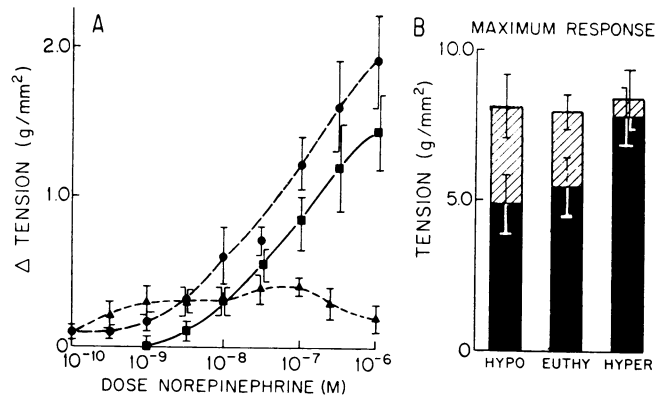 A
2.0
1.0
0
Δ TENSION (g/mm²)
10⁻¹⁰ 10⁻⁹ 10⁻⁸ 10⁻⁷ 10⁻⁶
DOSE NOREPINEPHRINE (M)
B
MAXIMUM RESPONSE
10.0
5.0
0
TENSION (g/mm²)
HYPO EUTHY HYPER